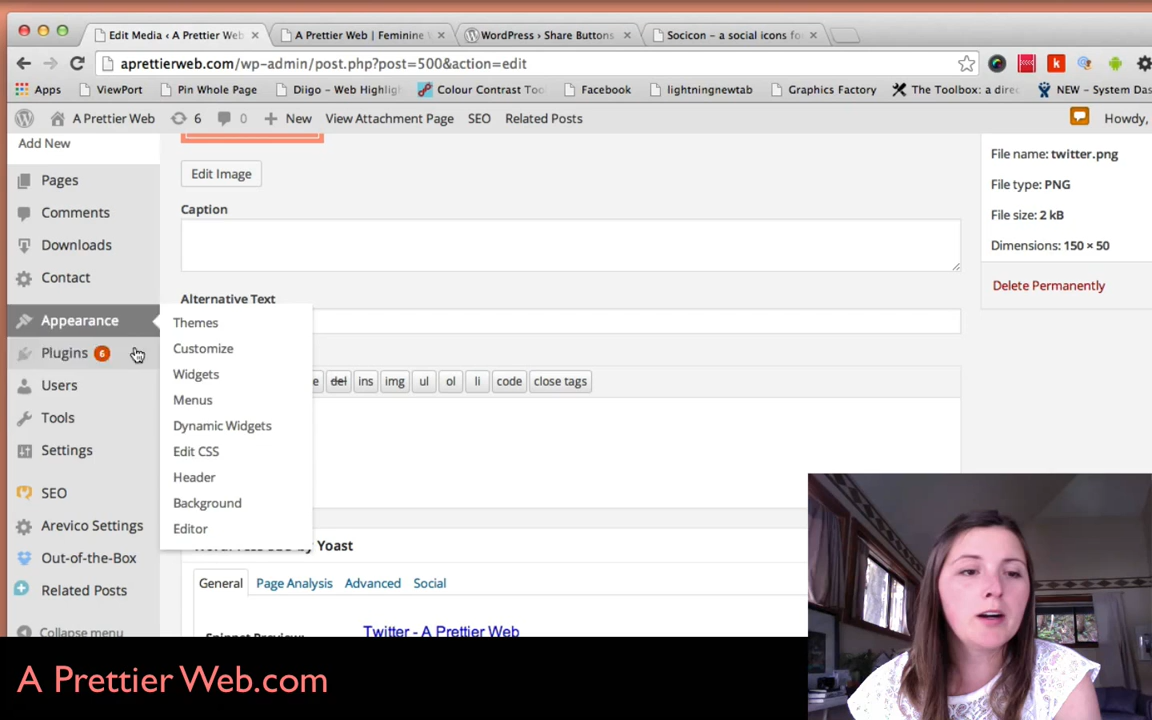 Edit Media ‹ A Prettier Web
A Prettier Web | Feminine
WordPress › Share Buttons
Socicon – a social icons fo
aprettierweb.com/wp-admin/post.php?post=500&action=edit
Apps
ViewPort
Pin Whole Page
Diigo - Web Highlig
Colour Contrast Too
Facebook
lightningnewtab
Graphics Factory
The Toolbox: a dire
NEW - System Das
A Prettier Web
6
0
New
View Attachment Page
SEO
Related Posts
Howdy,
Add New
Pages
Comments
Downloads
Contact
Appearance
Plugins 6
Users
Tools
Settings
SEO
Arevico Settings
Out-of-the-Box
Related Posts
Collapse menu
Themes
Customize
Widgets
Menus
Dynamic Widgets
Edit CSS
Header
Background
Editor
Edit Image
Caption
Alternative Text
del
ins
img
ul
ol
li
code
close tags
by Yoast
General
Page Analysis
Advanced
Social
Snippet Preview:
Twitter - A Prettier Web
File name: twitter.png
File type: PNG
File size: 2 kB
Dimensions: 150 × 50
Delete Permanently
A Prettier Web.com